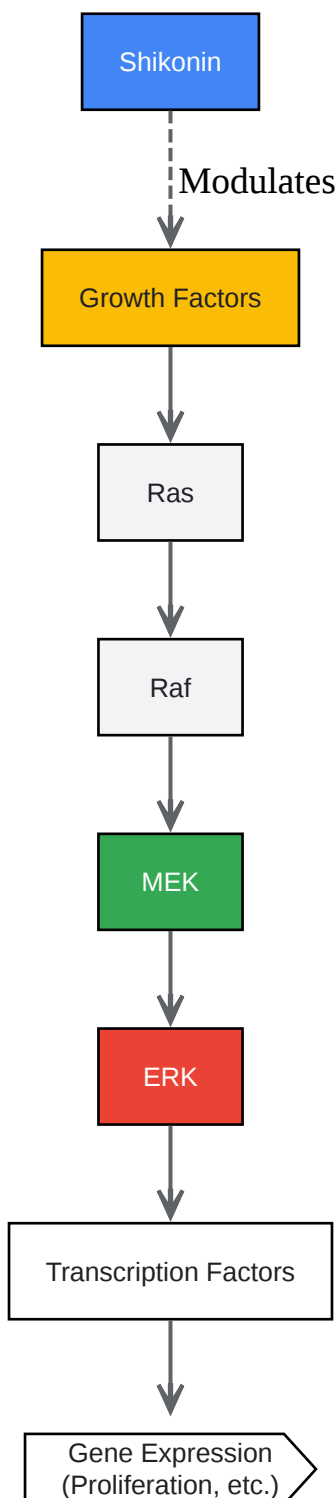 Shikonin
Modulates
Growth Factors
Ras
Raf
MEK
ERK
Transcription Factors
Gene Expression
(Proliferation, etc.)